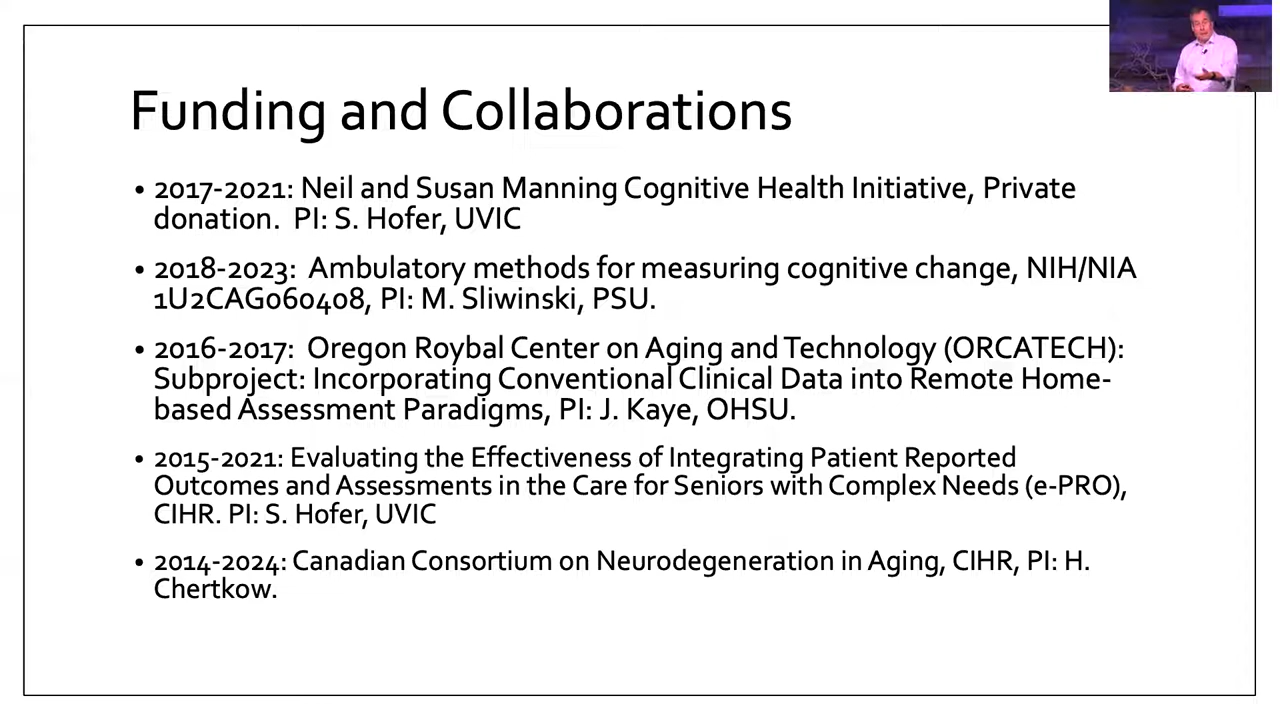 Funding and Collaborations
• 2017-2021: Neil and Susan Manning Cognitive Health Initiative, Private
donation.  PI: S. Hofer, UVIC
• 2018-2023:  Ambulatory methods for measuring cognitive change, NIH/NIA
1U2CAG060408, PI: M. Sliwinski, PSU.
• 2016-2017:  Oregon Roybal Center on Aging and Technology (ORCATECH):
Subproject: Incorporating Conventional Clinical Data into Remote Home-
based Assessment Paradigms, PI: J. Kaye, OHSU.
• 2015-2021: Evaluating the Effectiveness of Integrating Patient Reported
Outcomes and Assessments in the Care for Seniors with Complex Needs (e-PRO),
CIHR. PI: S. Hofer, UVIC
• 2014-2024: Canadian Consortium on Neurodegeneration in Aging, CIHR, PI: H.
Chertkow.